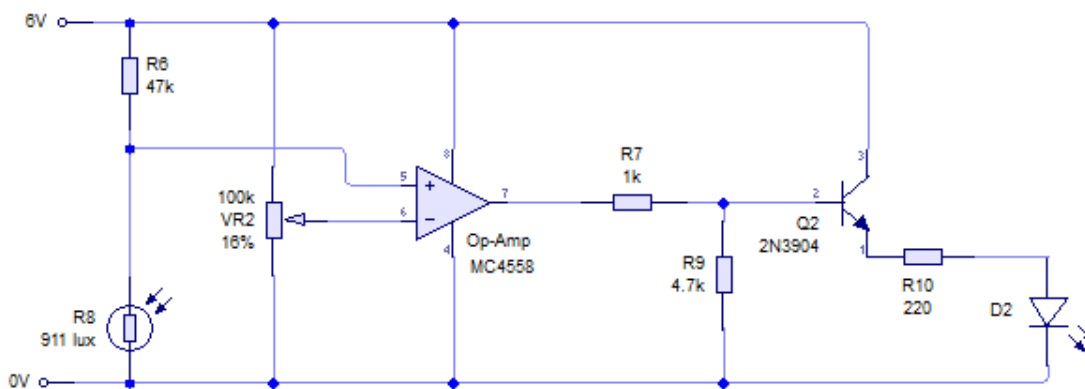 6V
R6
47k
8
3
R7
1k
5
+
100k
VR2
16%
7
2
6
−
Q2
2N3904
Op-Amp
MC4558
4
1
R9
4.7k
R10
220
D2
R8
911 lux
0V